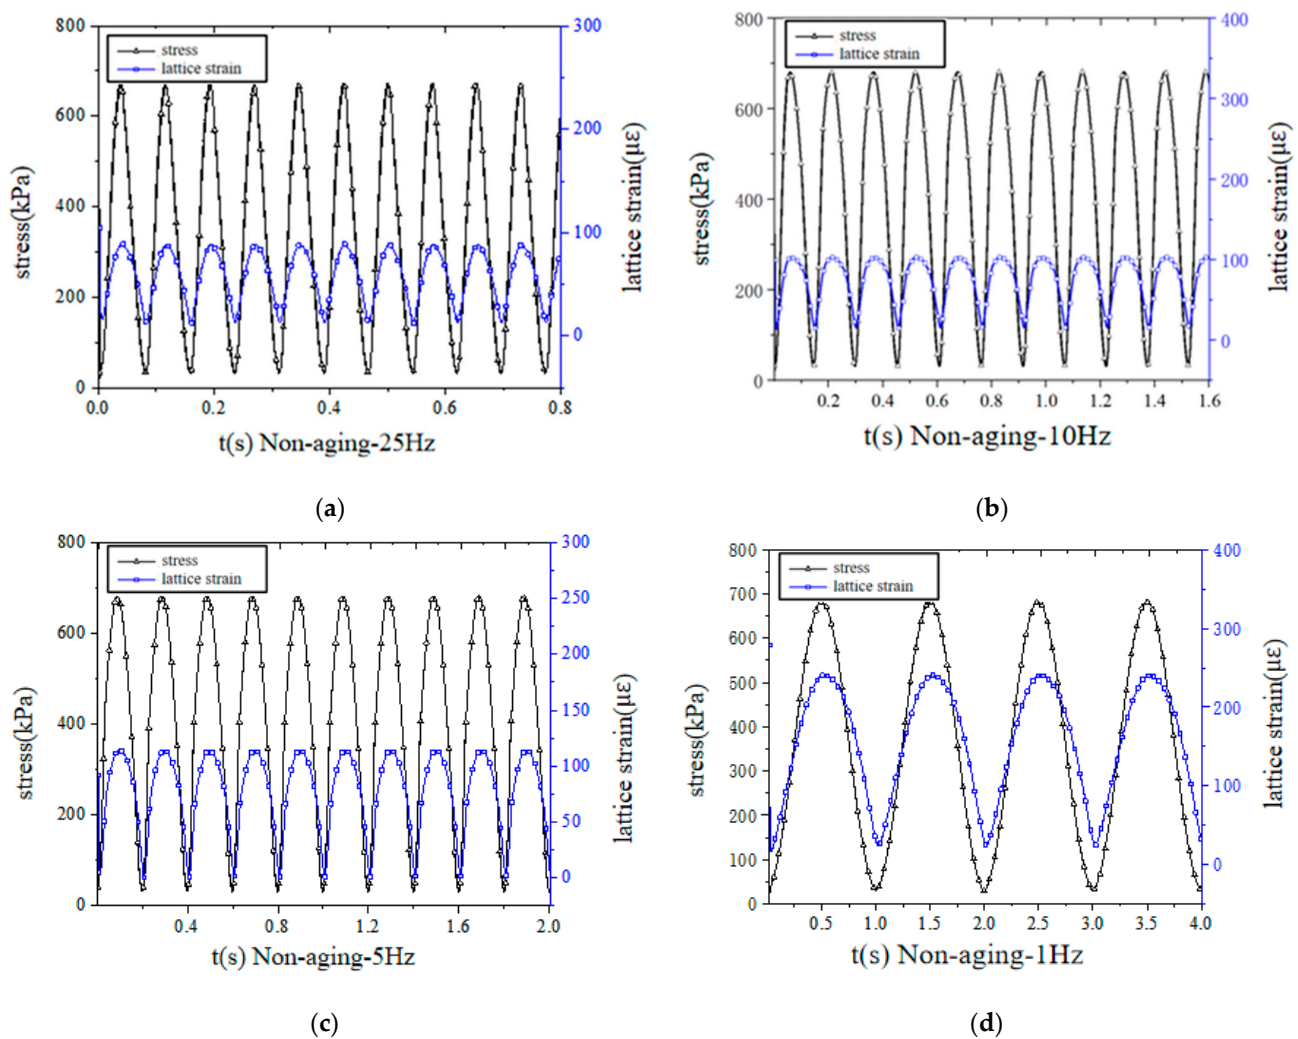 800
600
400
200
0
stress(kPa)
stress
lattice strain
300
200
100
0
lattice strain(με)
0.0 0.2 0.4 0.6 0.8
t(s) Non-aging-25Hz
(a)
800
600
400
200
0
stress(kPa)
stress
lattice strain
400
300
200
100
0
lattice strain(με)
0.2 0.4 0.6 0.8 1.0 1.2 1.4 1.6
t(s) Non-aging-10Hz
(b)
800
600
400
200
0
stress(kPa)
stress
lattice strain
300
250
200
150
100
50
0
lattice strain(με)
0.4 0.8 1.2 1.6 2.0
t(s) Non-aging-5Hz
(c)
800
700
600
500
400
300
200
100
0
stress(kPa)
stress
lattice strain
400
300
200
100
0
lattice strain(με)
0.5 1.0 1.5 2.0 2.5 3.0 3.5 4.0
t(s) Non-aging-1Hz
(d)